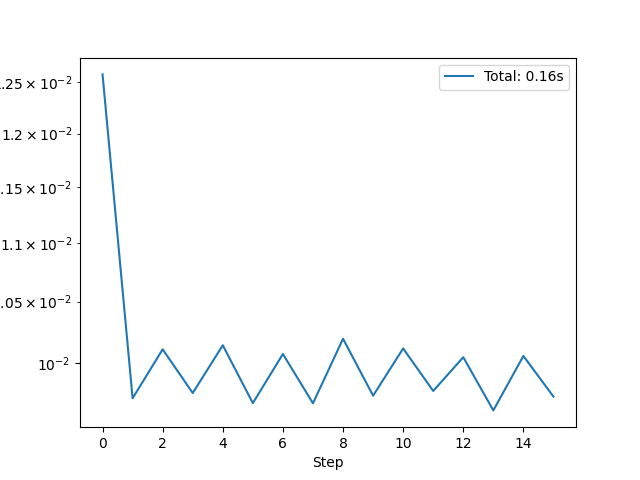 Total: 0.16s
.25 × 10⁻²
1.2 × 10⁻²
.15 × 10⁻²
1.1 × 10⁻²
.05 × 10⁻²
10⁻²
0 2 4 6 8 10 12 14
Step